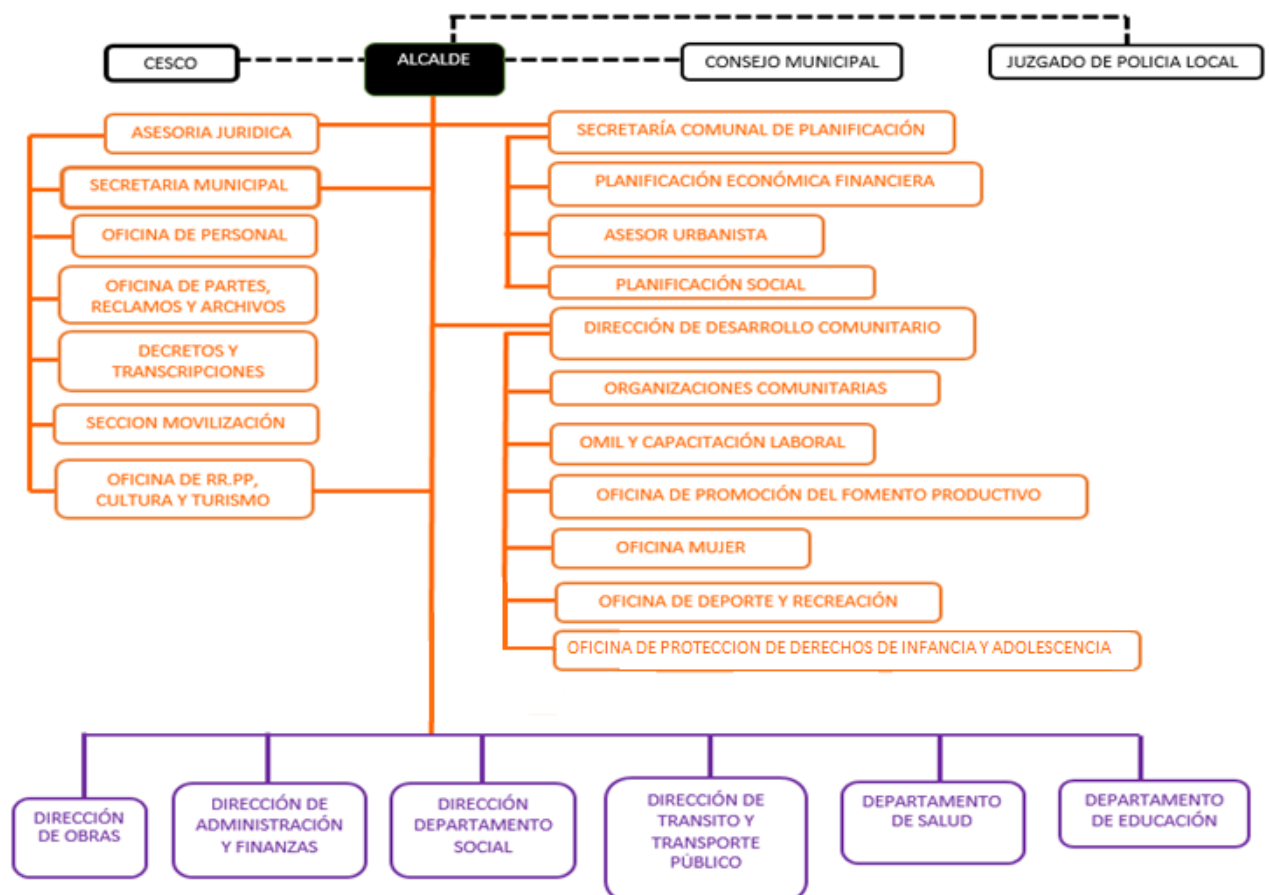 CESCO
ALCALDE
CONSEJO MUNICIPAL
JUZGADO DE POLICIA LOCAL
ASESORIA JURIDICA
SECRETARIA MUNICIPAL
OFICINA DE PERSONAL
OFICINA DE PARTES,
RECLAMOS Y ARCHIVOS
DECRETOS Y
TRANSCRIPCIONES
SECCION MOVILIZACIÓN
OFICINA DE RR.PP,
CULTURA Y TURISMO
SECRETARÍA COMUNAL DE PLANIFICACIÓN
PLANIFICACIÓN ECONÓMICA FINANCIERA
ASESOR URBANISTA
PLANIFICACIÓN SOCIAL
DIRECCIÓN DE DESARROLLO COMUNITARIO
ORGANIZACIONES COMUNITARIAS
OMIL Y CAPACITACIÓN LABORAL
OFICINA DE PROMOCIÓN DEL FOMENTO PRODUCTIVO
OFICINA MUJER
OFICINA DE DEPORTE Y RECREACIÓN
OFICINA DE PROTECCION DE DERECHOS DE INFANCIA Y ADOLESCENCIA
DIRECCIÓN
DE OBRAS
DIRECCIÓN DE
ADMINISTRACIÓN
Y FINANZAS
DIRECCIÓN
DEPARTAMENTO
SOCIAL
DIRECCIÓN DE
TRANSITO Y
TRANSPORTE
PÚBLICO
DEPARTAMENTO
DE SALUD
DEPARTAMENTO
DE EDUCACIÓN